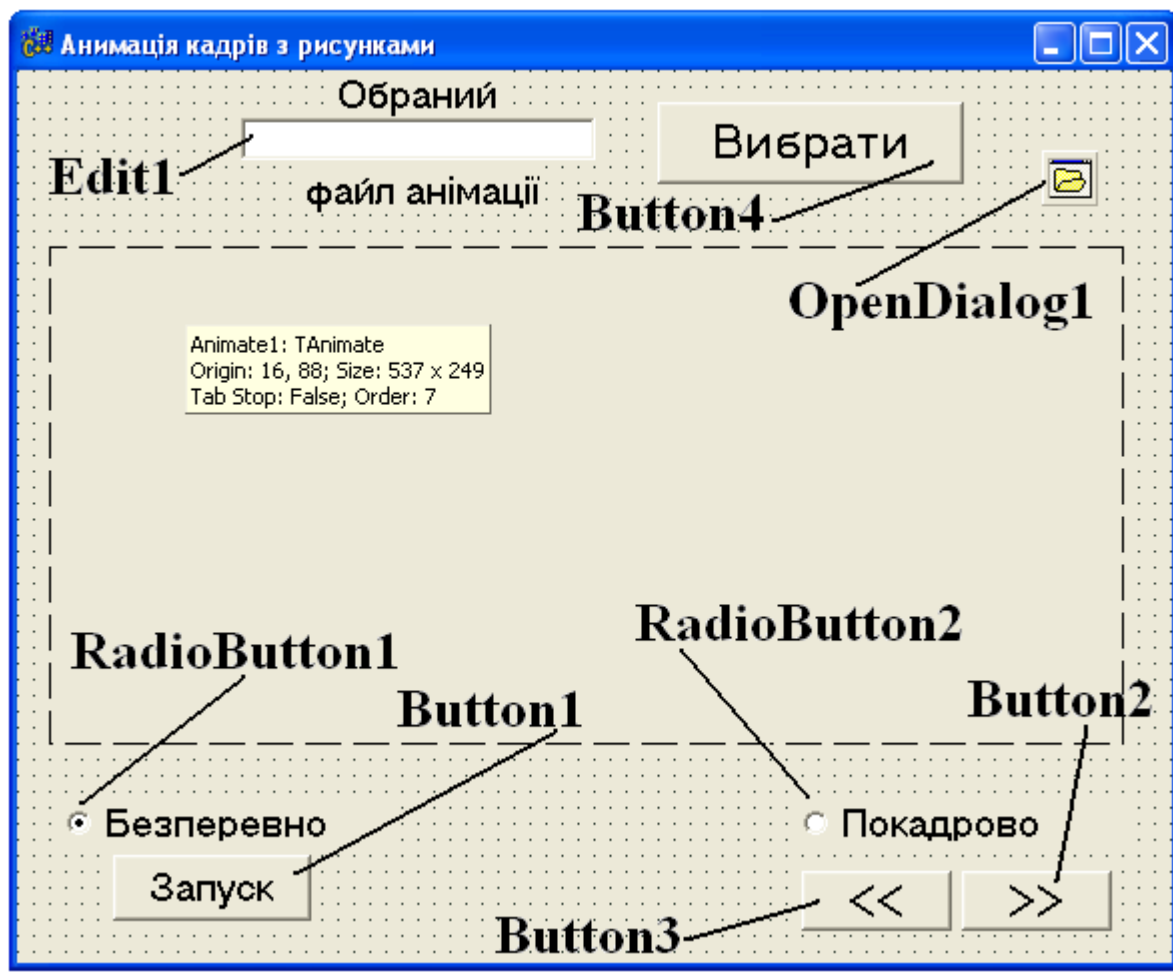 Анимація кадрів з рисунками
Обраний
Вибрати
Edit1
файл анімації
Button4
OpenDialog1
Animate1: TAnimate
Origin: 16, 88; Size: 537 x 249
Tab Stop: False; Order: 7
RadioButton1
RadioButton2
Button1
Button2
Безперевно
Покадрово
Запуск
<<
>>
Button3